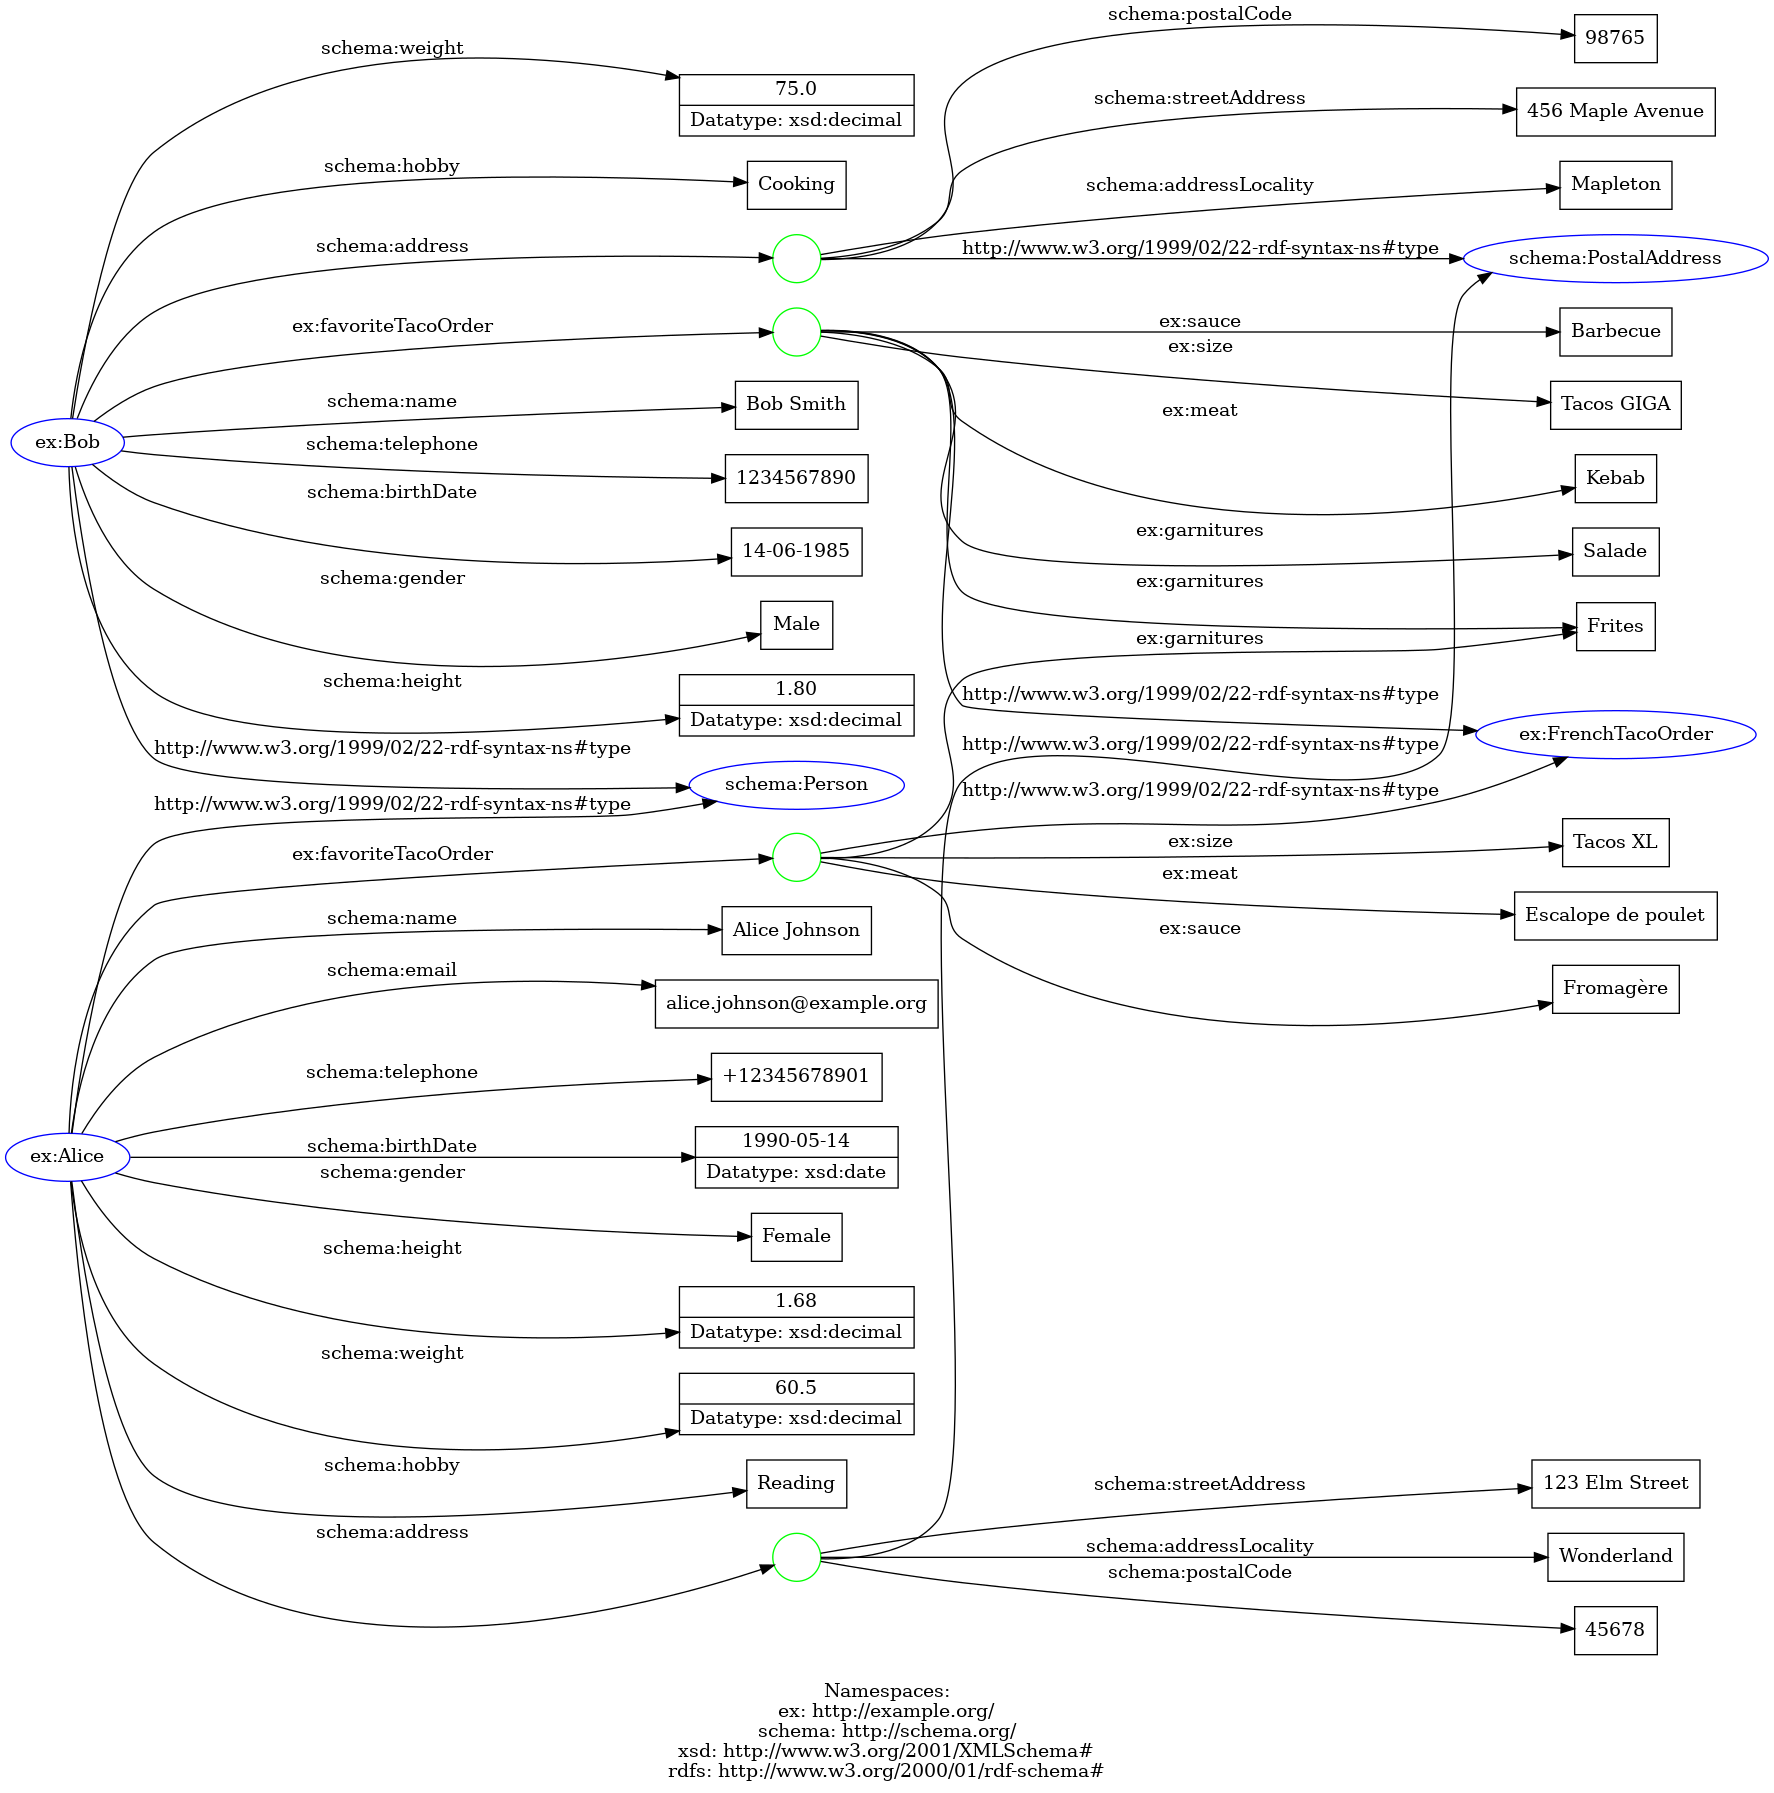 schema:postalCode
98765
schema:weight
75.0
Datatype: xsd:decimal
schema:streetAddress
456 Maple Avenue
schema:hobby
Cooking
schema:addressLocality
Mapleton
schema:address
http://www.w3.org/1999/02/22-rdf-syntax-ns#type
schema:PostalAddress
ex:favoriteTacoOrder
ex:sauce
Barbecue
ex:size
Tacos GIGA
schema:name
Bob Smith
ex:meat
Kebab
ex:Bob
schema:telephone
1234567890
schema:birthDate
14-06-1985
ex:garnitures
Salade
schema:gender
Male
ex:garnitures
Frites
ex:garnitures
schema:height
1.80
Datatype: xsd:decimal
http://www.w3.org/1999/02/22-rdf-syntax-ns#type
ex:FrenchTacoOrder
http://www.w3.org/1999/02/22-rdf-syntax-ns#type
http://www.w3.org/1999/02/22-rdf-syntax-ns#type
schema:Person
http://www.w3.org/1999/02/22-rdf-syntax-ns#type
http://www.w3.org/1999/02/22-rdf-syntax-ns#type
ex:favoriteTacoOrder
ex:size
Tacos XL
ex:meat
Escalope de poulet
schema:name
Alice Johnson
ex:sauce
Fromagère
schema:email
alice.johnson@example.org
schema:telephone
+12345678901
ex:Alice
schema:birthDate
1990-05-14
Datatype: xsd:date
schema:gender
Female
schema:height
1.68
Datatype: xsd:decimal
schema:weight
60.5
Datatype: xsd:decimal
schema:hobby
Reading
schema:streetAddress
123 Elm Street
schema:address
schema:addressLocality
Wonderland
schema:postalCode
45678
Namespaces:
ex: http://example.org/
schema: http://schema.org/
xsd: http://www.w3.org/2001/XMLSchema#
rdfs: http://www.w3.org/2000/01/rdf-schema#